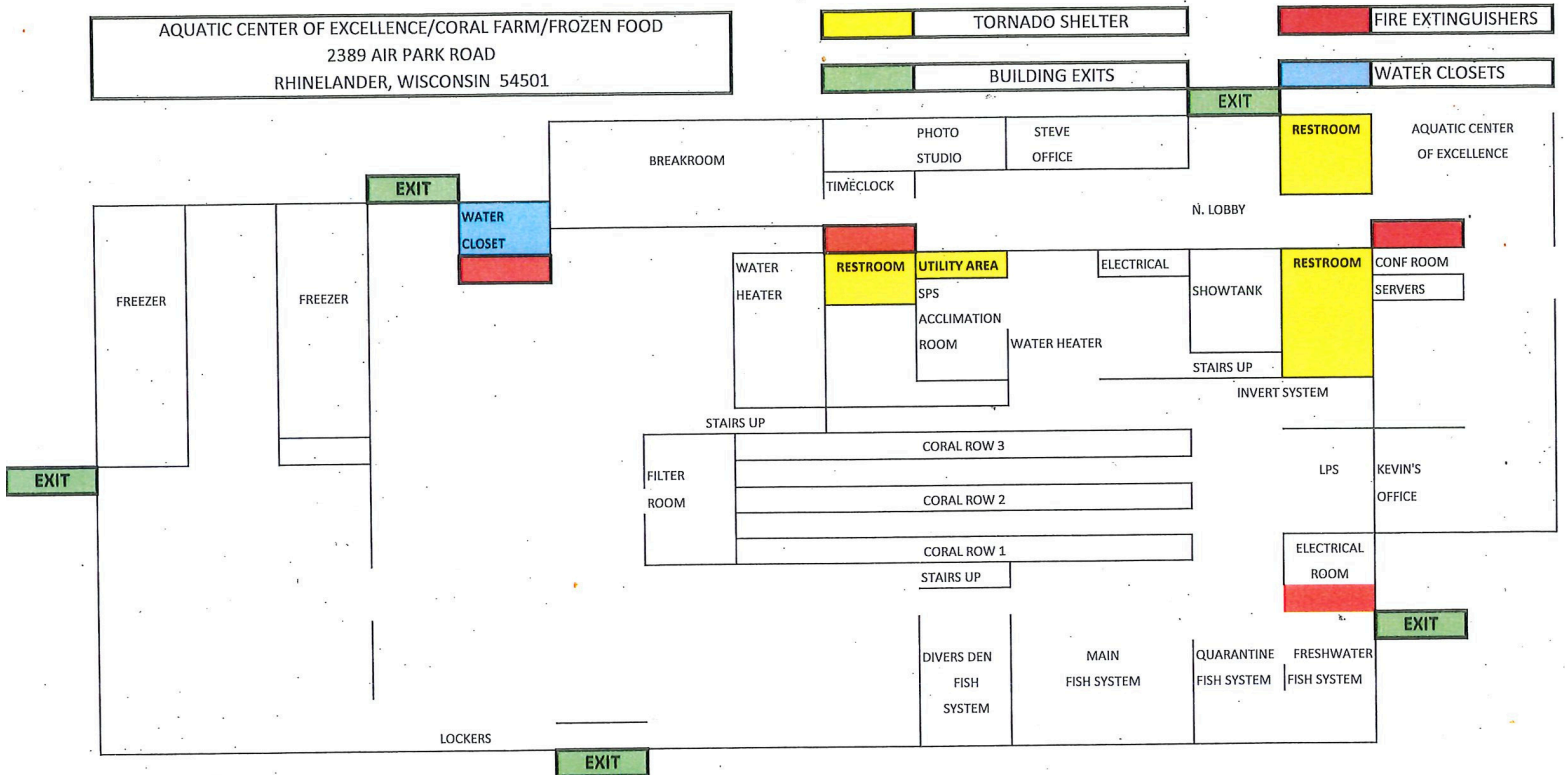 AQUATIC CENTER OF EXCELLENCE/CORAL FARM/FROZEN FOOD
2389 AIR PARK ROAD
RHINELANDER, WISCONSIN 54501
TORNADO SHELTER
FIRE EXTINGUISHERS
BUILDING EXITS
WATER CLOSETS
EXIT
BREAKROOM
PHOTO
STUDIO
STEVE
OFFICE
RESTROOM
AQUATIC CENTER
OF EXCELLENCE
TIMECLOCK
EXIT
WATER
CLOSET
N. LOBBY
FREEZER
FREEZER
WATER
HEATER
RESTROOM
UTILITY AREA
SPS
ACCLIMATION
ROOM
WATER HEATER
ELECTRICAL
SHOWTANK
RESTROOM
CONF ROOM
SERVERS
STAIRS UP
INVERT SYSTEM
STAIRS UP
EXIT
FILTER
ROOM
CORAL ROW 3
CORAL ROW 2
CORAL ROW 1
LPS
KEVIN'S
OFFICE
STAIRS UP
ELECTRICAL
ROOM
EXIT
DIVERS DEN
FISH
SYSTEM
MAIN
FISH SYSTEM
QUARANTINE
FISH SYSTEM
FRESHWATER
FISH SYSTEM
LOCKERS
EXIT